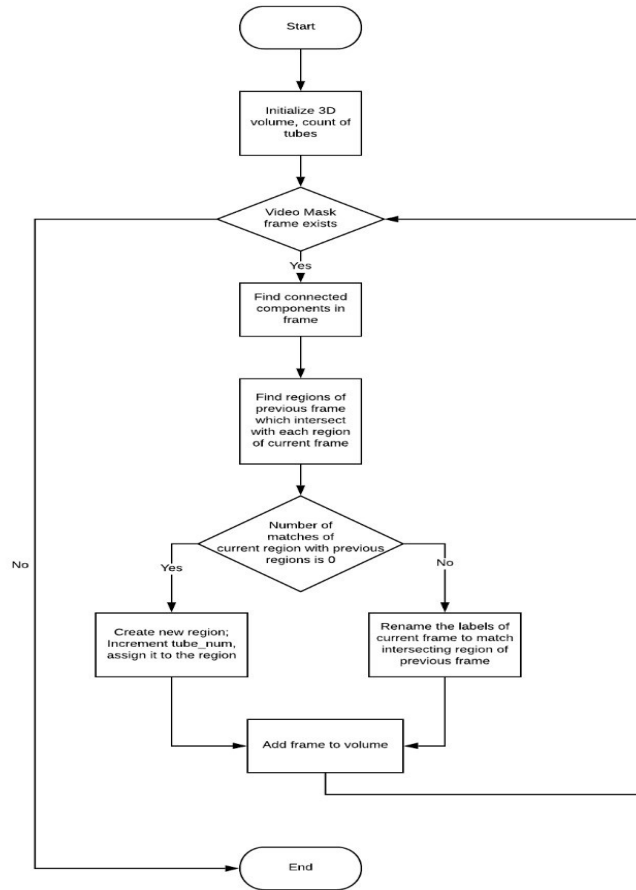 Start
Initialize 3D
volume, count of
tubes
Video Mask
frame exists
Yes
Find connected
components in
frame
Find regions of
previous frame
which intersect
with each region
of current frame
Number of
matches of
current region with previous
regions is 0
No
Yes
No
Create new region;
Increment tube_num,
assign it to the region
Rename the labels of
current frame to match
intersecting region of
previous frame
Add frame to volume
End